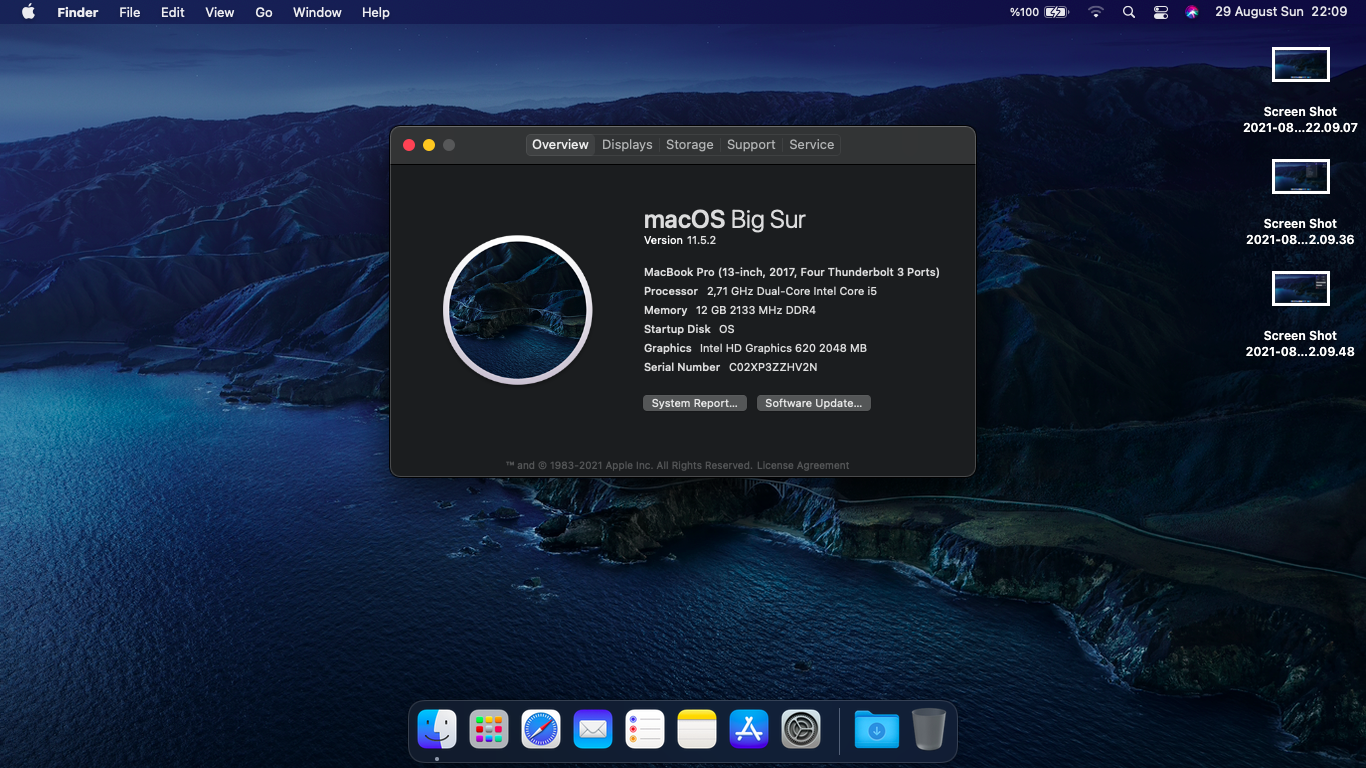 Finder File Edit View Go Window Help %100 29 August Sun 22:09
Screen Shot
2021-08...22.09.07
Screen Shot
2021-08...2.09.36
Screen Shot
2021-08...2.09.48
Overview Displays Storage Support Service
macOS Big Sur
Version 11.5.2
MacBook Pro (13-inch, 2017, Four Thunderbolt 3 Ports)
Processor 2,71 GHz Dual-Core Intel Core i5
Memory 12 GB 2133 MHz DDR4
Startup Disk OS
Graphics Intel HD Graphics 620 2048 MB
Serial Number C02XP3ZZHV2N
System Report... Software Update...
™ and © 1983-2021 Apple Inc. All Rights Reserved. License Agreement